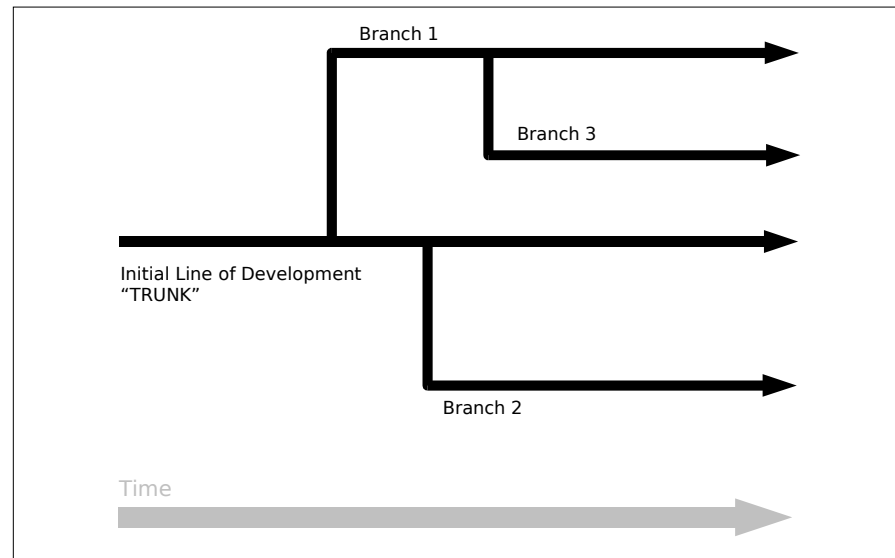 Branch 1
Branch 3
Initial Line of Development
“TRUNK”
Branch 2
Time